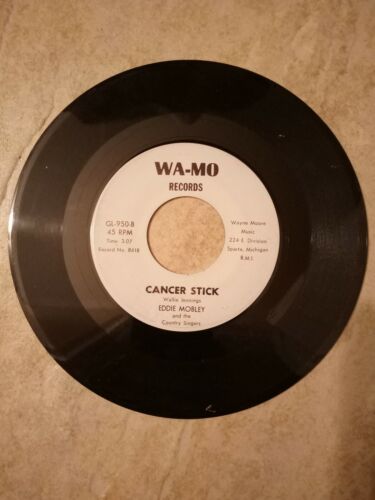 WA-MO
RECORDS
GL-950-B
45 RPM
Time 3:07
Record No. 8418
Wayne Moore
Music
224 E. Division
Sparta, Michigan
B.M.I.
CANCER STICK
Wallie Jennings
EDDIE MOBLEY
and the
Country Singers